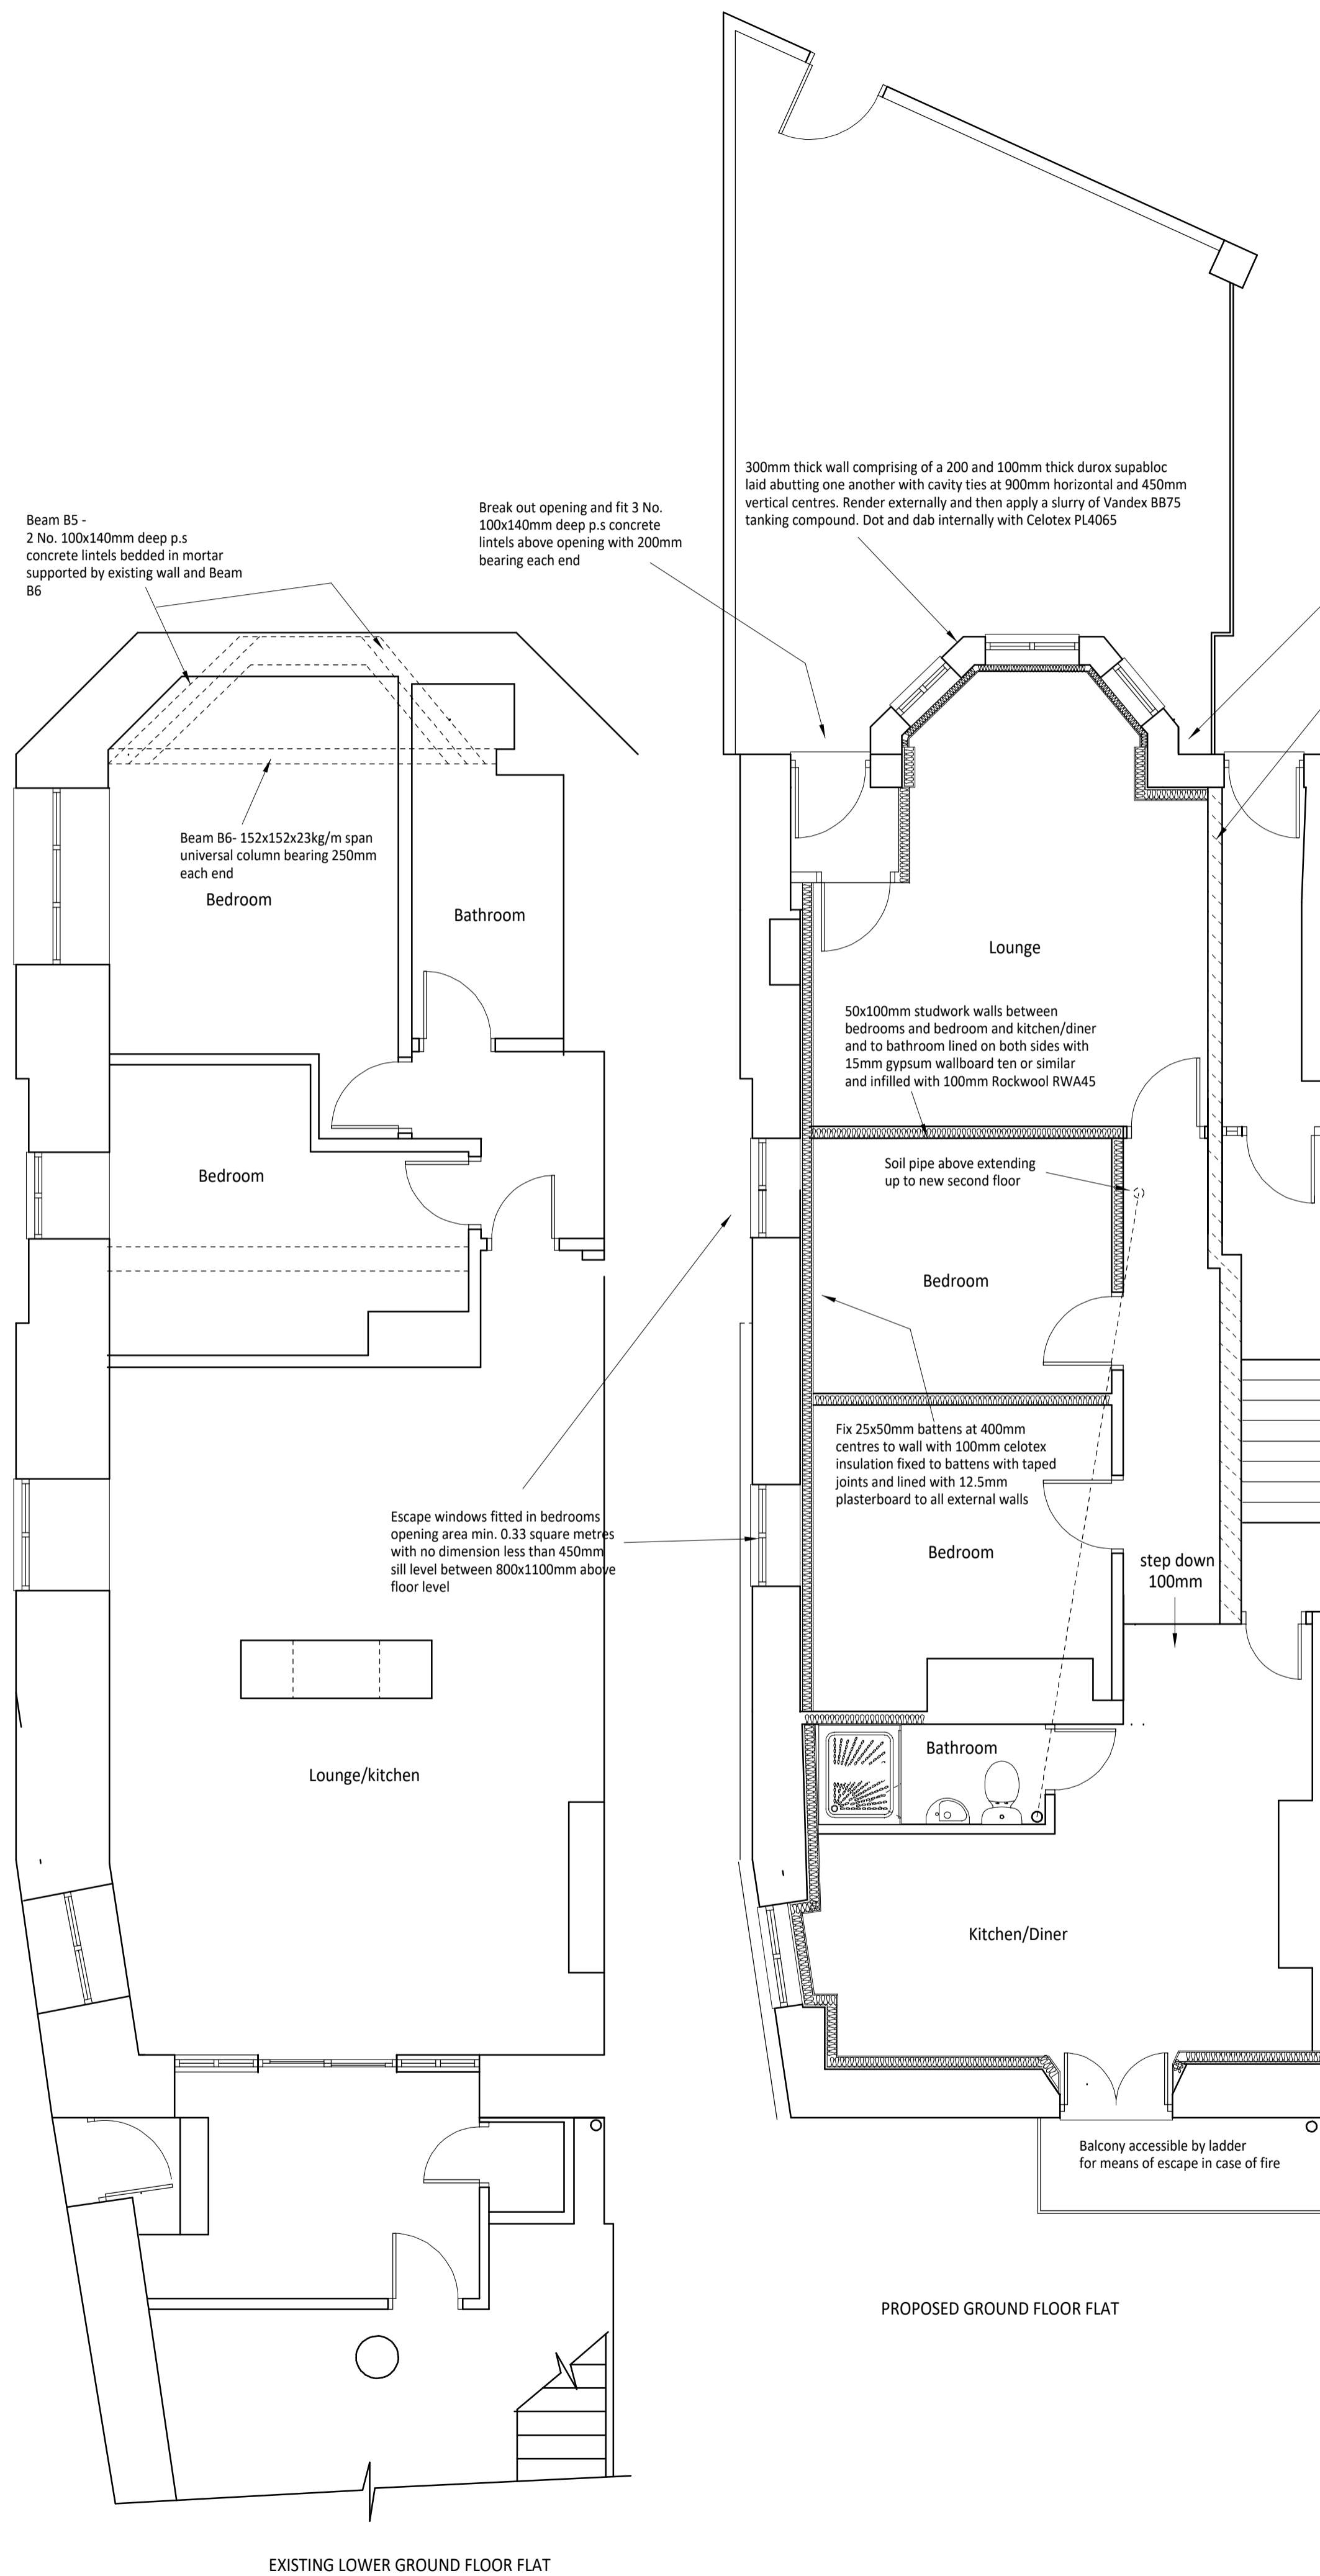 300mm thick wall comprising of a 200 and 100mm thick durox supabloc
laid abutting one another with cavity ties at 900mm horizontal and 450mm
vertical centres. Render externally and then apply a slurry of Vandex BB75
tanking compound. Dot and dab internally with Celotex PL4065
Break out opening and fit 3 No.
100x140mm deep p.s concrete
lintels above opening with 200mm
bearing each end
Beam B5 -
2 No. 100x140mm deep p.s
concrete lintels bedded in mortar
supported by existing wall and Beam
B6
Beam B6- 152x152x23kg/m span
universal column bearing 250mm
each end
Bedroom
Bathroom
Lounge
50x100mm studwork walls between
bedrooms and bedroom and kitchen/diner
and to bathroom lined on both sides with
15mm gypsum wallboard ten or similar
and infilled with 100mm Rockwool RWA45
Soil pipe above extending
up to new second floor
Bedroom
Bedroom
Fix 25x50mm battens at 400mm
centres to wall with 100mm celotex
insulation fixed to battens with taped
joints and lined with 12.5mm
plasterboard to all external walls
Escape windows fitted in bedrooms
opening area min. 0.33 square metres
with no dimension less than 450mm
sill level between 800x1100mm above
floor level
Bedroom
step down
100mm
Bathroom
Lounge/kitchen
Kitchen/Diner
Balcony accessible by ladder
for means of escape in case of fire
PROPOSED GROUND FLOOR FLAT
EXISTING LOWER GROUND FLOOR FLAT